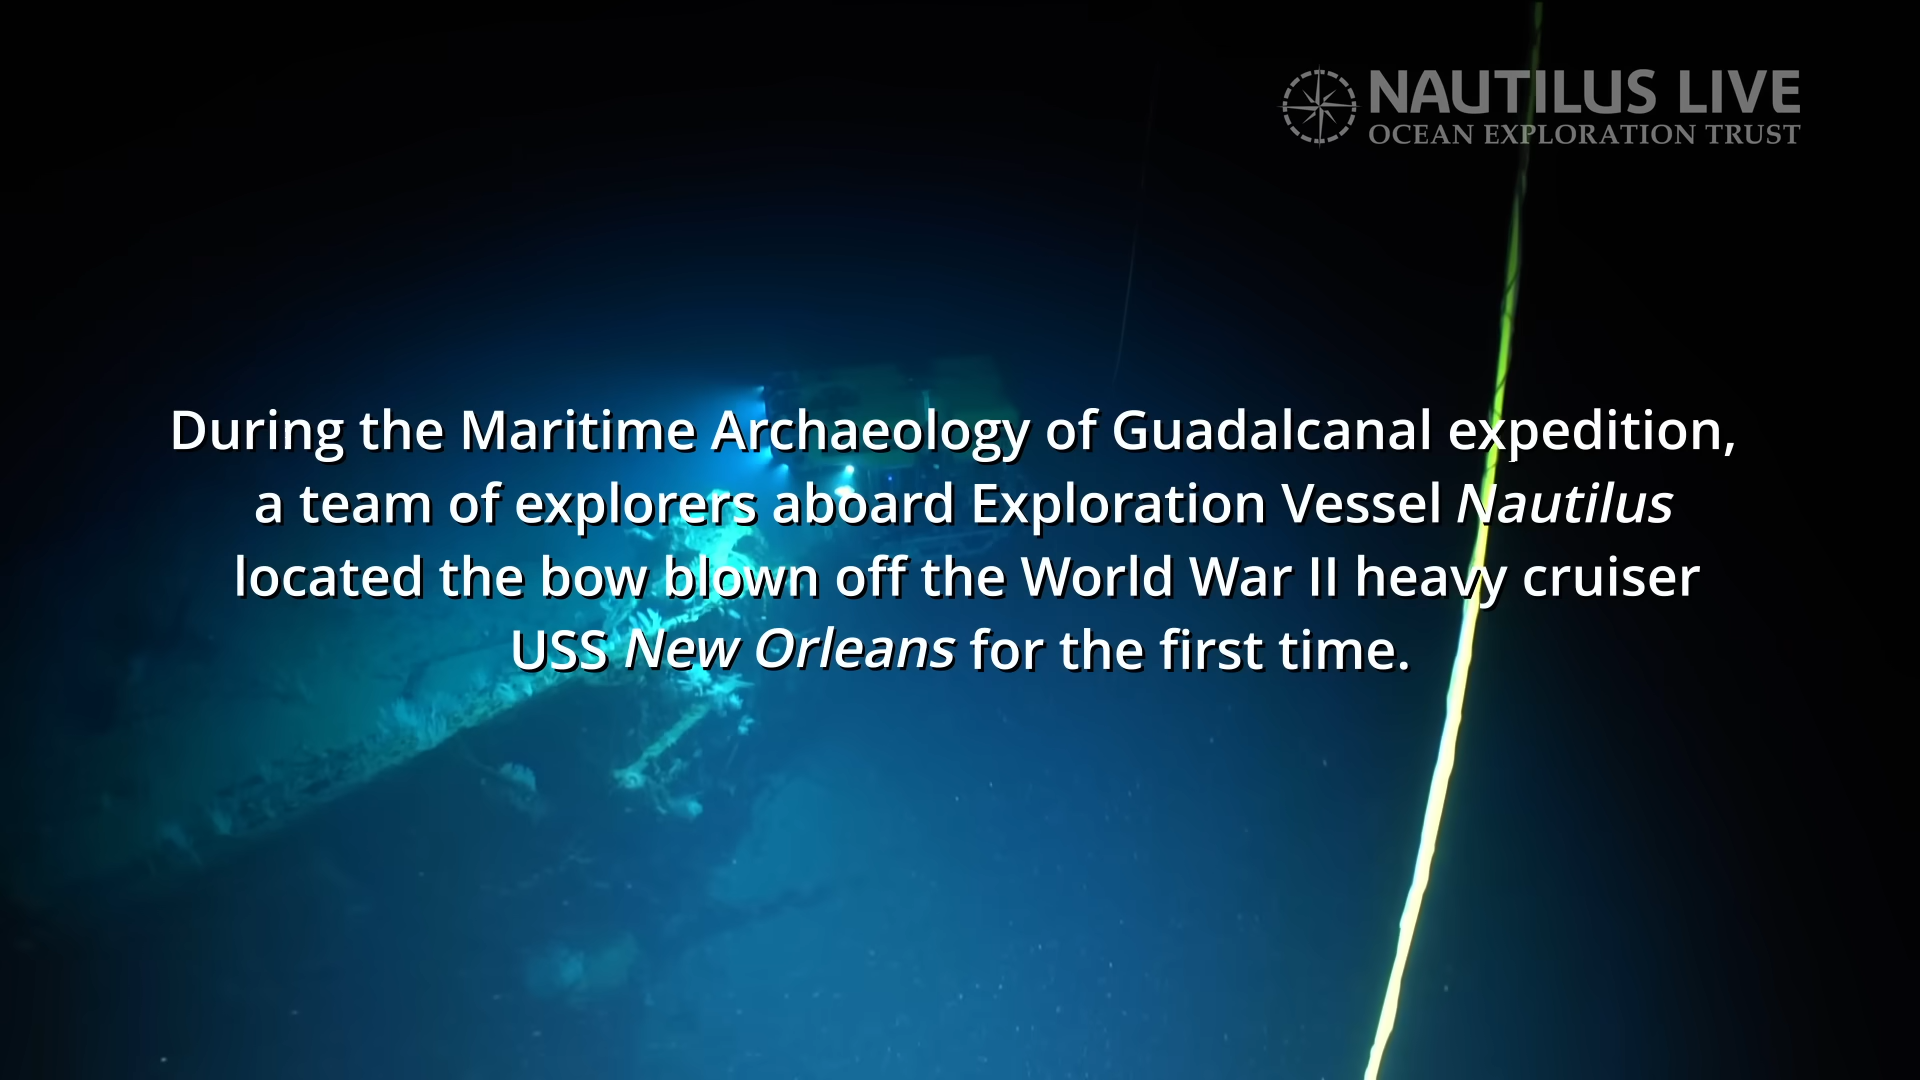 NAUTILUS LIVE
OCEAN EXPLORATION TRUST
During the Maritime Archaeology of Guadalcanal expedition,
a team of explorers aboard Exploration Vessel Nautilus
located the bow blown off the World War II heavy cruiser
USS New Orleans for the first time.